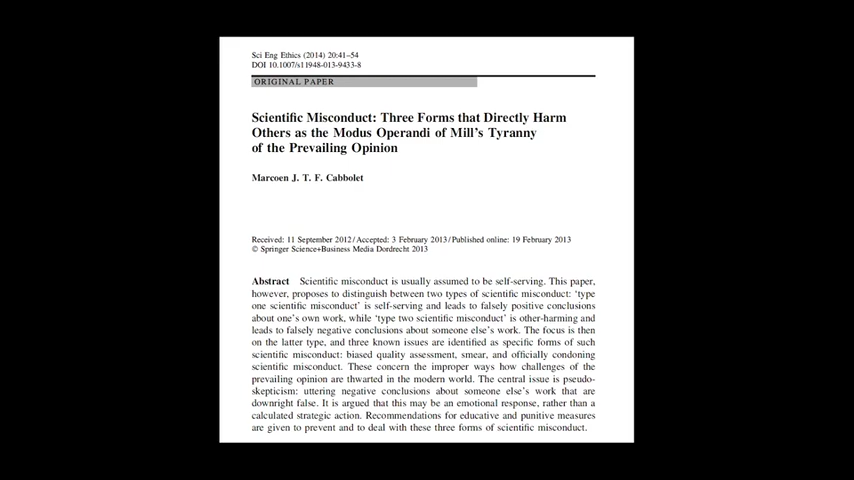 Sci Eng Ethics (2014) 20:41–54
DOI 10.1007/s11948-013-9433-8
ORIGINAL PAPER
Scientific Misconduct: Three Forms that Directly Harm
Others as the Modus Operandi of Mill's Tyranny
of the Prevailing Opinion
Marcoen J. T. F. Cabbolet
Received: 11 September 2012 / Accepted: 3 February 2013 / Published online: 19 February 2013
© Springer Science+Business Media Dordrecht 2013
Abstract Scientific misconduct is usually assumed to be self-serving. This paper,
however, proposes to distinguish between two types of scientific misconduct: 'type
one scientific misconduct' is self-serving and leads to falsely positive conclusions
about one's own work, while 'type two scientific misconduct' is other-harming and
leads to falsely negative conclusions about someone else's work. The focus is then
on the latter type, and three known issues are identified as specific forms of such
scientific misconduct: biased quality assessment, smear, and officially condoning
scientific misconduct. These concern the improper ways how challenges of the
prevailing opinion are thwarted in the modern world. The central issue is pseudo-
skepticism: uttering negative conclusions about someone else's work that are
downright false. It is argued that this may be an emotional response, rather than a
calculated strategic action. Recommendations for educative and punitive measures
are given to prevent and to deal with these three forms of scientific misconduct.